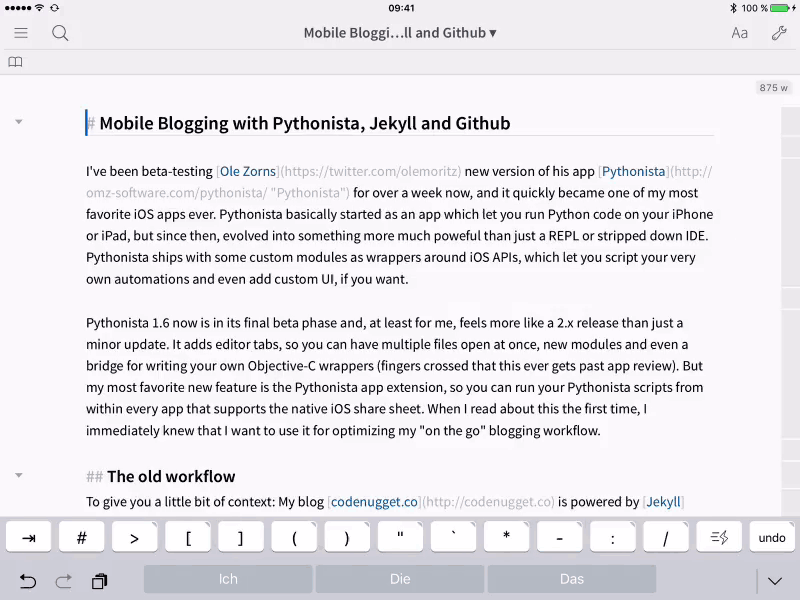 09:41
100 %
Mobile Bloggi...ll and Github ▾
Aa
875 w
# Mobile Blogging with Pythonista, Jekyll and Github
I've been beta-testing [Ole Zorns](https://twitter.com/olemoritz) new version of his app [Pythonista](http://
omz-software.com/pythonista/ "Pythonista") for over a week now, and it quickly became one of my most
favorite iOS apps ever. Pythonista basically started as an app which let you run Python code on your iPhone
or iPad, but since then, evolved into something more much poweful than just a REPL or stripped down IDE.
Pythonista ships with some custom modules as wrappers around iOS APIs, which let you script your very
own automations and even add custom UI, if you want.
Pythonista 1.6 now is in its final beta phase and, at least for me, feels more like a 2.x release than just a
minor update. It adds editor tabs, so you can have multiple files open at once, new modules and even a
bridge for writing your own Objective-C wrappers (fingers crossed that this ever gets past app review). But
my most favorite new feature is the Pythonista app extension, so you can run your Pythonista scripts from
within every app that supports the native iOS share sheet. When I read about this the first time, I
immediately knew that I want to use it for optimizing my "on the go" blogging workflow.
## The old workflow
To give you a little bit of context: My blog [codenugget.co](http://codenugget.co) is powered by [Jekyll]
⇥ # > [ ] ( ) " ` * - : / undo
Ich Die Das